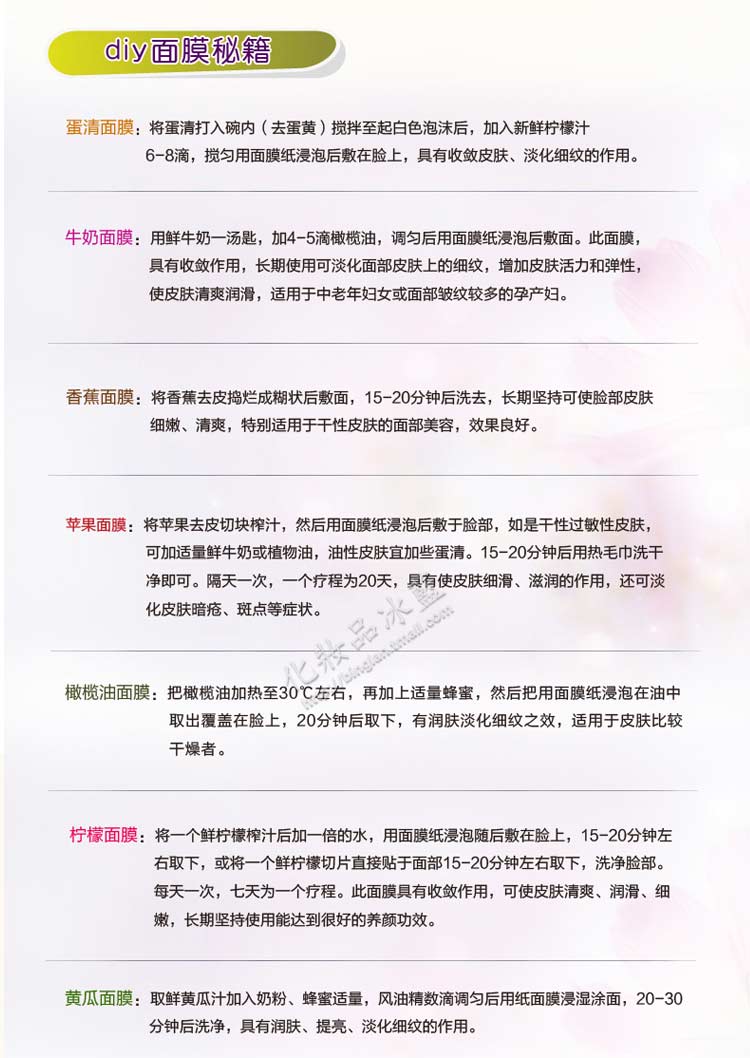 diy面膜秘籍
蛋清面膜：将蛋清打入碗内（去蛋黄）搅拌至起白色泡沫后，加入新鲜柠檬汁
6-8滴，搅匀用面膜纸浸泡后敷在脸上，具有收敛皮肤、淡化细纹的作用。
牛奶面膜：用鲜牛奶一汤匙，加4-5滴橄榄油，调匀后用面膜纸浸泡后敷面。此面膜，
具有收敛作用，长期使用可淡化面部皮肤上的细纹，增加皮肤活力和弹性，
使皮肤清爽润滑，适用于中老年妇女或面部皱纹较多的孕产妇。
香蕉面膜：将香蕉去皮捣烂成糊状后敷面，15-20分钟后洗去，长期坚持可使脸部皮肤
细嫩、清爽，特别适用于干性皮肤的面部美容，效果良好。
苹果面膜：将苹果去皮切块榨汁，然后用面膜纸浸泡后敷于脸部，如是干性过敏性皮肤，
可加适量鲜牛奶或植物油，油性皮肤宜加些蛋清。15-20分钟后用热毛巾洗干
净即可。隔天一次，一个疗程为20天，具有使皮肤细滑、滋润的作用，还可淡
化皮肤暗疮、斑点等症状。
化妝品冰藍
http://binglan.tmall.com
橄榄油面膜：把橄榄油加热至30℃左右，再加上适量蜂蜜，然后把用面膜纸浸泡在油中
取出覆盖在脸上，20分钟后取下，有润肤淡化细纹之效，适用于皮肤比较
干燥者。
柠檬面膜：将一个鲜柠檬榨汁后加一倍的水，用面膜纸浸泡随后敷在脸上，15-20分钟左
右取下，或将一个鲜柠檬切片直接贴于面部15-20分钟左右取下，洗净脸部。
每天一次，七天为一个疗程。此面膜具有收敛作用，可使皮肤清爽、润滑、细
嫩，长期坚持使用能达到很好的养颜功效。
黄瓜面膜：取鲜黄瓜汁加入奶粉、蜂蜜适量，风油精数滴调匀后用纸面膜浸湿涂面，20-30
分钟后洗净，具有润肤、提亮、淡化细纹的作用。